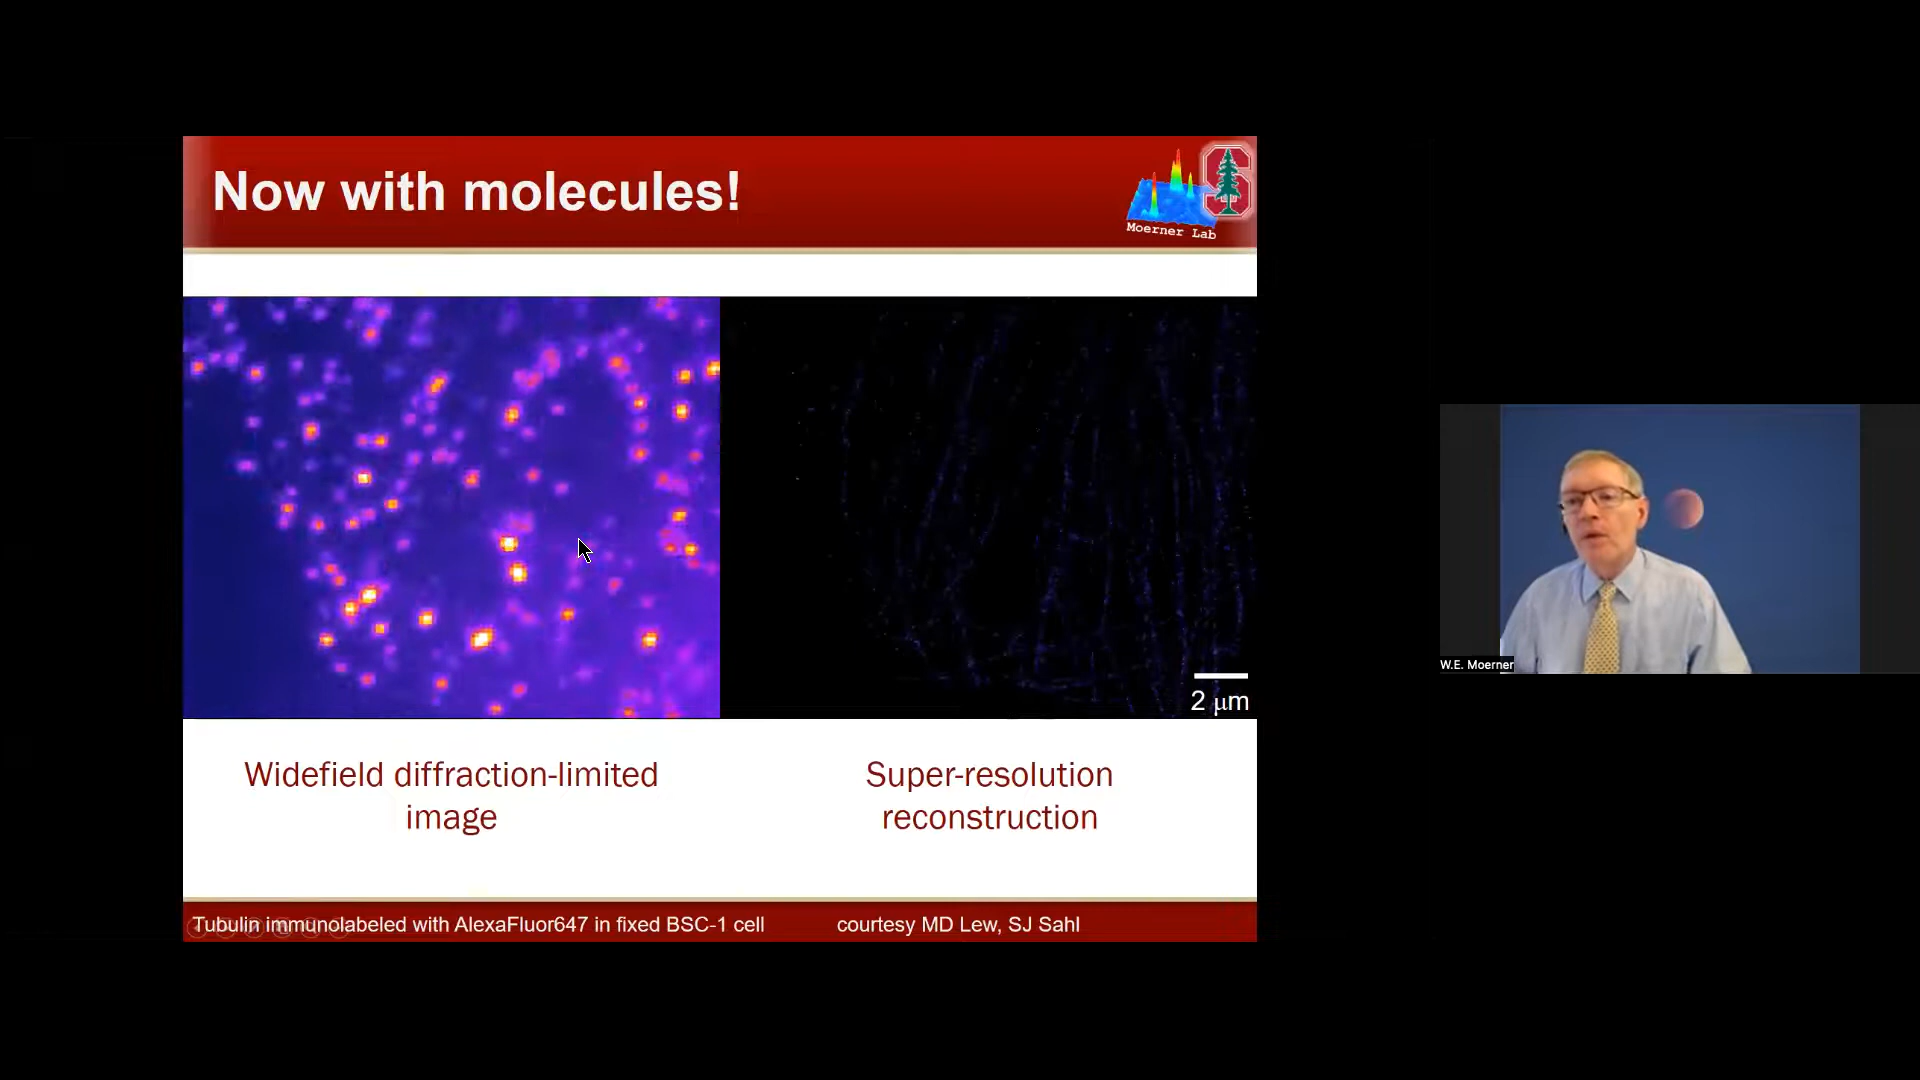 Now with molecules!
Moerner Lab
2 μm
Widefield diffraction-limited
image
Super-resolution
reconstruction
Tubulin immunolabeled with AlexaFluor647 in fixed BSC-1 cell
courtesy MD Lew, SJ Sahl
W.E. Moerner